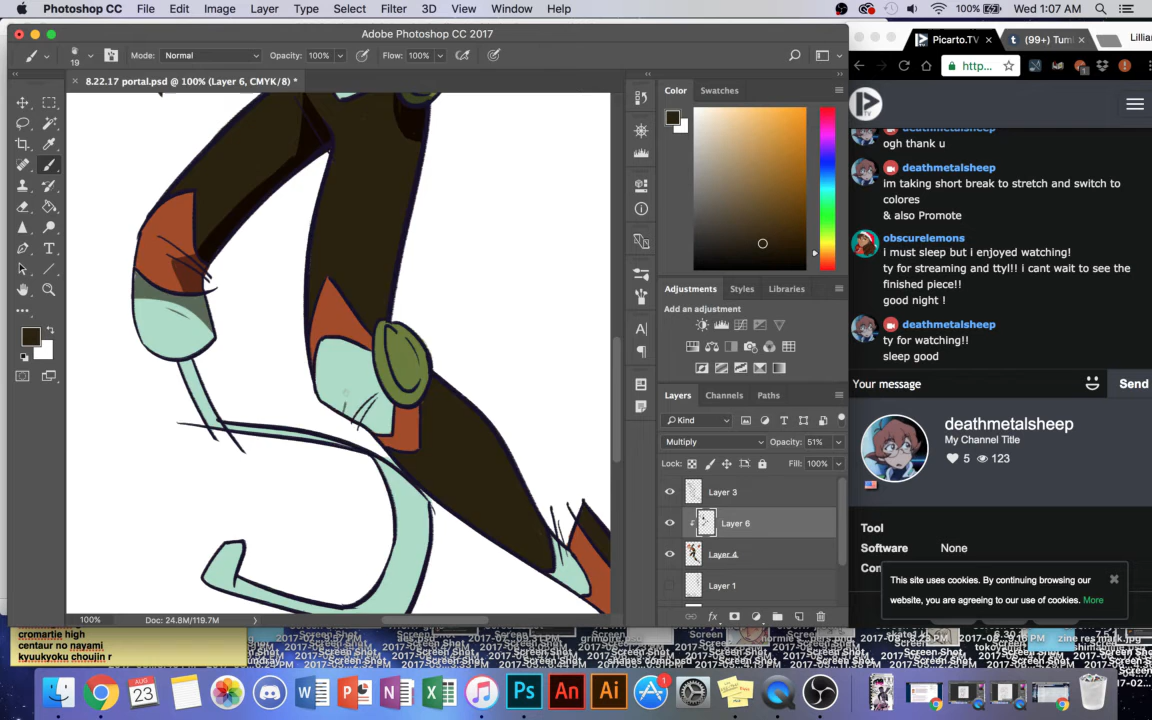 Photoshop CC File Edit Image Layer Type Select Filter 3D View Window Help 100% Wed 1:07 AM
Adobe Photoshop CC 2017
Picarto.TV (99+) Tum Lillian
19 Mode: Normal Opacity: 100% Flow: 100%
http...
8.22.17 portal.psd @ 100% (Layer 6, CMYK/8) *
Color Swatches
deathmetalsheep
ogh thank u
deathmetalsheep
im taking short break to stretch and switch to
colores
& also Promote
obscurelemons
i must sleep but i enjoyed watching!
ty for streaming and ttyl!! i cant wait to see the
finished piece!!
good night !
deathmetalsheep
ty for watching!!
sleep good
Your message Send
deathmetalsheep
My Channel Title
5 123
Tool
Software None
This site uses cookies. By continuing browsing our
website, you are agreeing to our use of cookies. More
Adjustments Styles Libraries
Add an adjustment
Layers Channels Paths
Kind
Multiply Opacity: 51%
Lock: Fill: 100%
Layer 3
Layer 6
Layer 4
Layer 1
100% Doc: 24.8M/119.7M
cromartie high
centaur no nayami
kyuukyoku choujin r
AUG
23
1